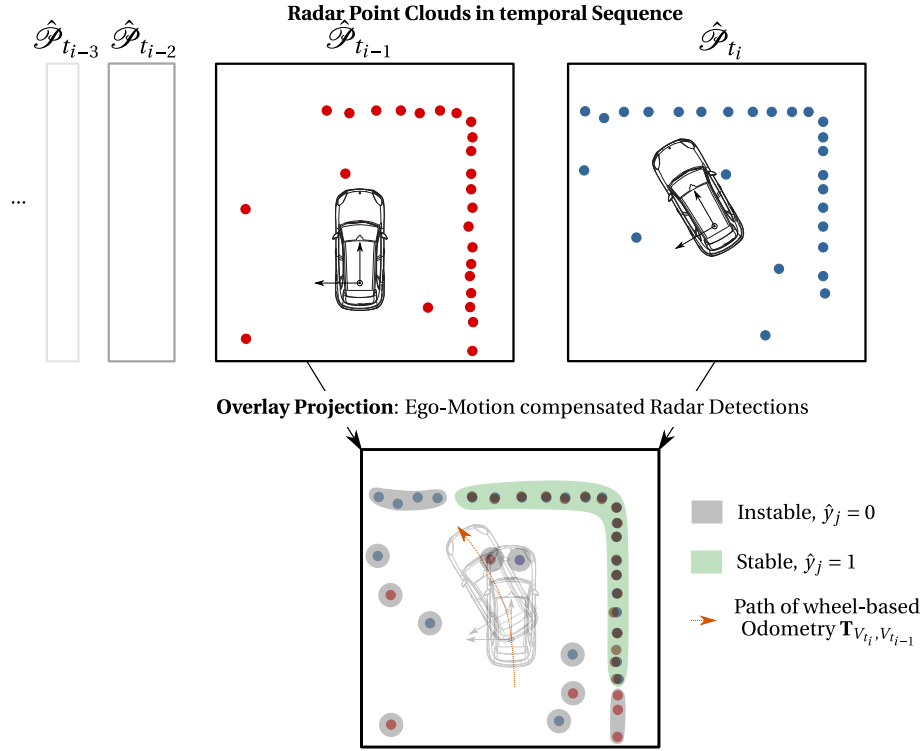 Radar Point Clouds in temporal Sequence
𝒫̂_{t_{i−3}} 𝒫̂_{t_{i−2}} 𝒫̂_{t_{i−1}} 𝒫̂_{t_i}
...
Overlay Projection: Ego-Motion compensated Radar Detections
Instable, ŷ_j = 0
Stable, ŷ_j = 1
Path of wheel-based
Odometry T_{V_{t_i}, V_{t_{i−1}}}